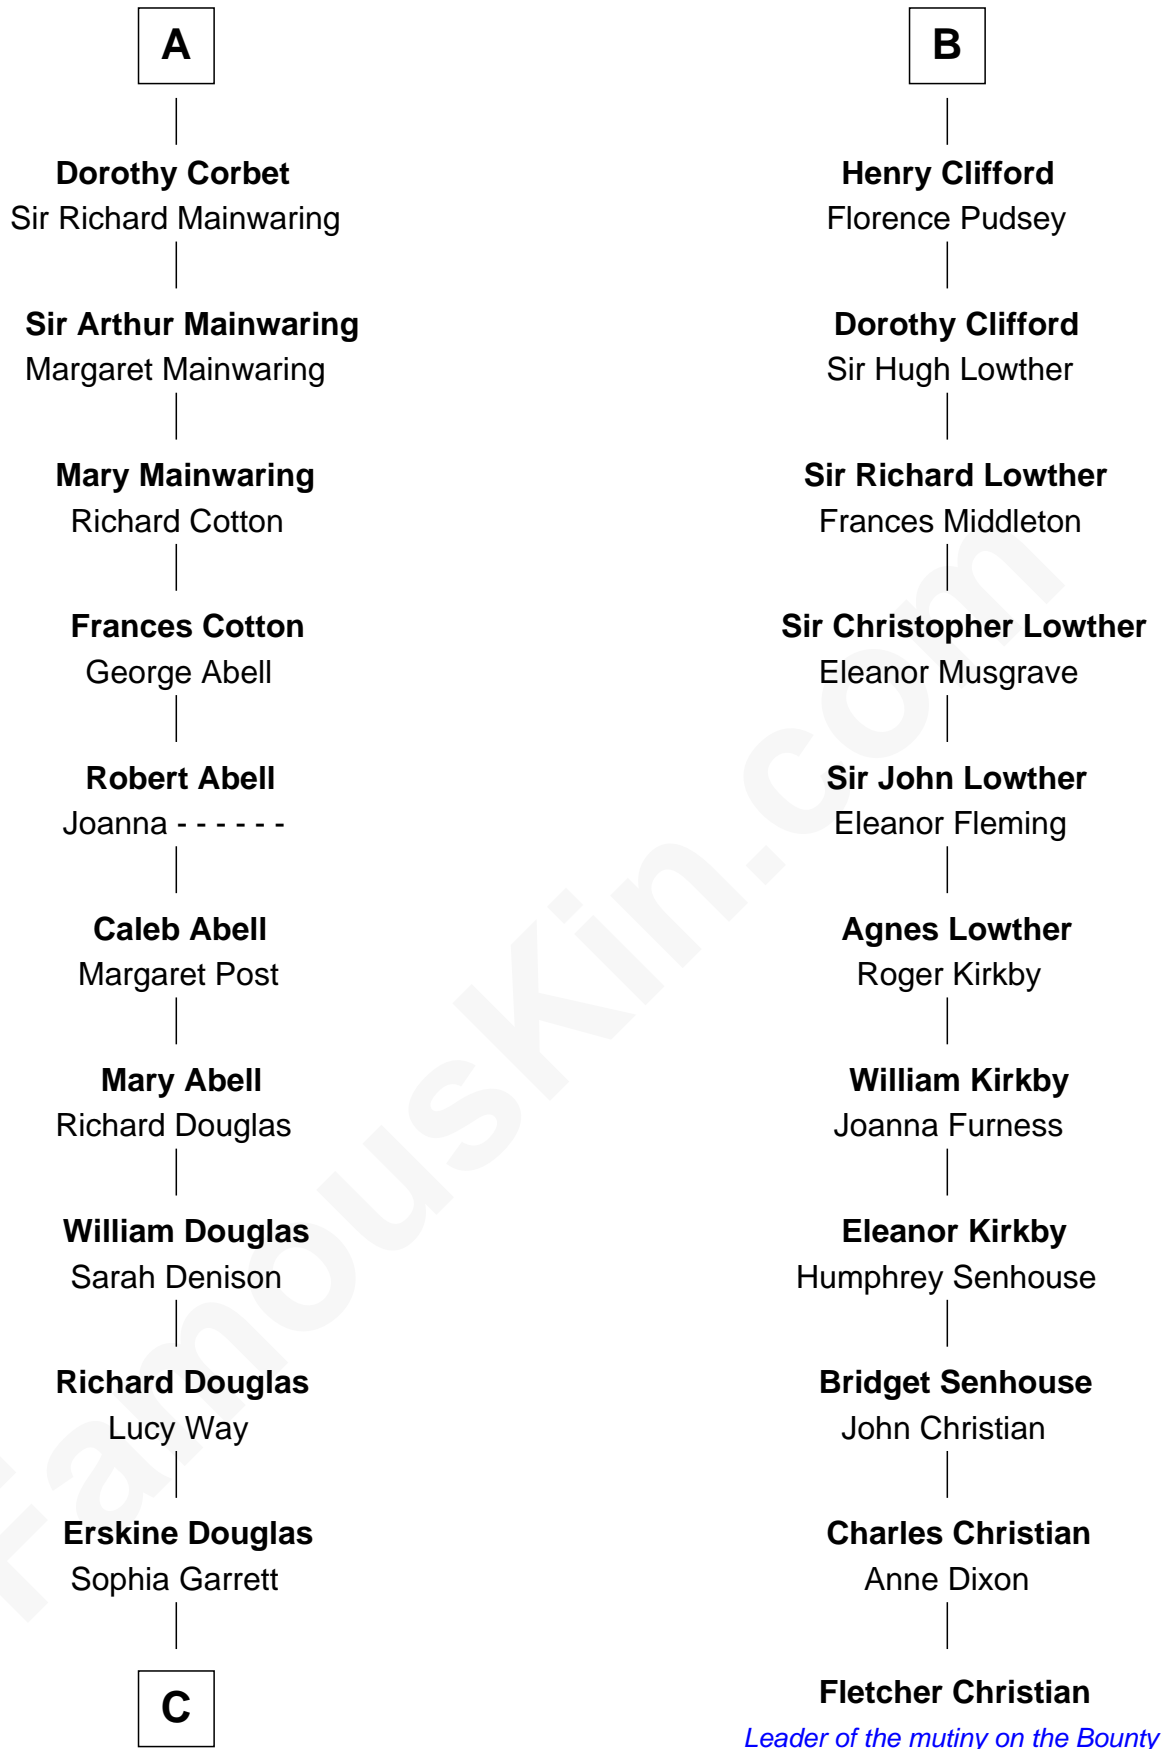 A
Dorothy Corbet
Sir Richard Mainwaring
Sir Arthur Mainwaring
Margaret Mainwaring
Mary Mainwaring
Richard Cotton
Frances Cotton
George Abell
Robert Abell
Joanna - - - - - -
Caleb Abell
Margaret Post
Mary Abell
Richard Douglas
William Douglas
Sarah Denison
Richard Douglas
Lucy Way
Erskine Douglas
Sophia Garrett
C
B
Henry Clifford
Florence Pudsey
Dorothy Clifford
Sir Hugh Lowther
Sir Richard Lowther
Frances Middleton
Sir Christopher Lowther
Eleanor Musgrave
Sir John Lowther
Eleanor Fleming
Agnes Lowther
Roger Kirkby
William Kirkby
Joanna Furness
Eleanor Kirkby
Humphrey Senhouse
Bridget Senhouse
John Christian
Charles Christian
Anne Dixon
Fletcher Christian
Leader of the mutiny on the Bounty
FamousKin.com